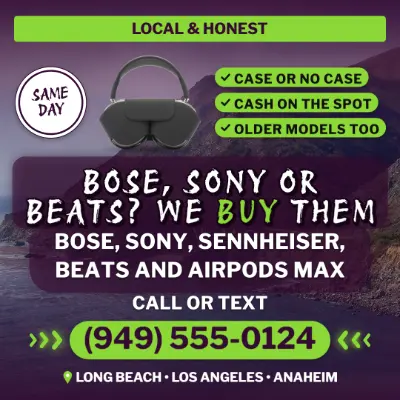 LOCAL & HONEST
SAME
DAY
CASE OR NO CASE
CASH ON THE SPOT
OLDER MODELS TOO
BOSE, SONY OR
BEATS? WE BUY THEM
BOSE, SONY, SENNHEISER,
BEATS AND AIRPODS MAX
CALL OR TEXT
(949) 555-0124
LONG BEACH • LOS ANGELES • ANAHEIM